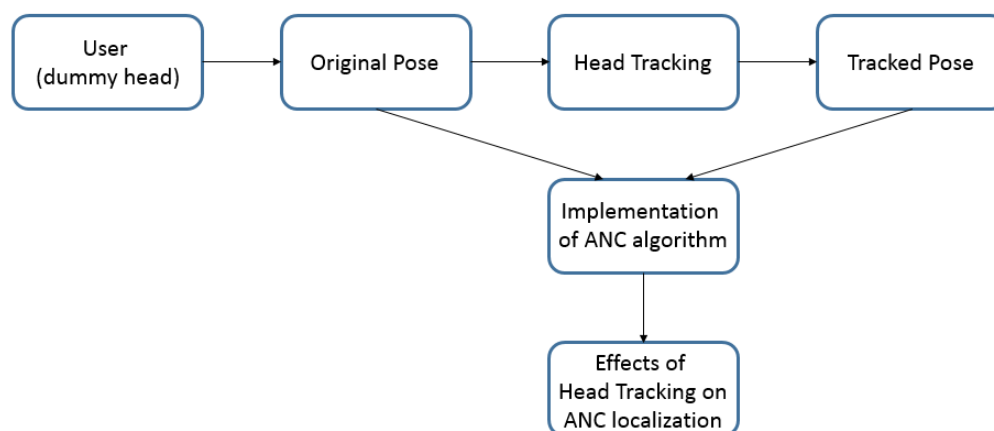 User
(dummy head)
Original Pose
Head Tracking
Tracked Pose
Implementation
of ANC algorithm
Effects of
Head Tracking on
ANC localization